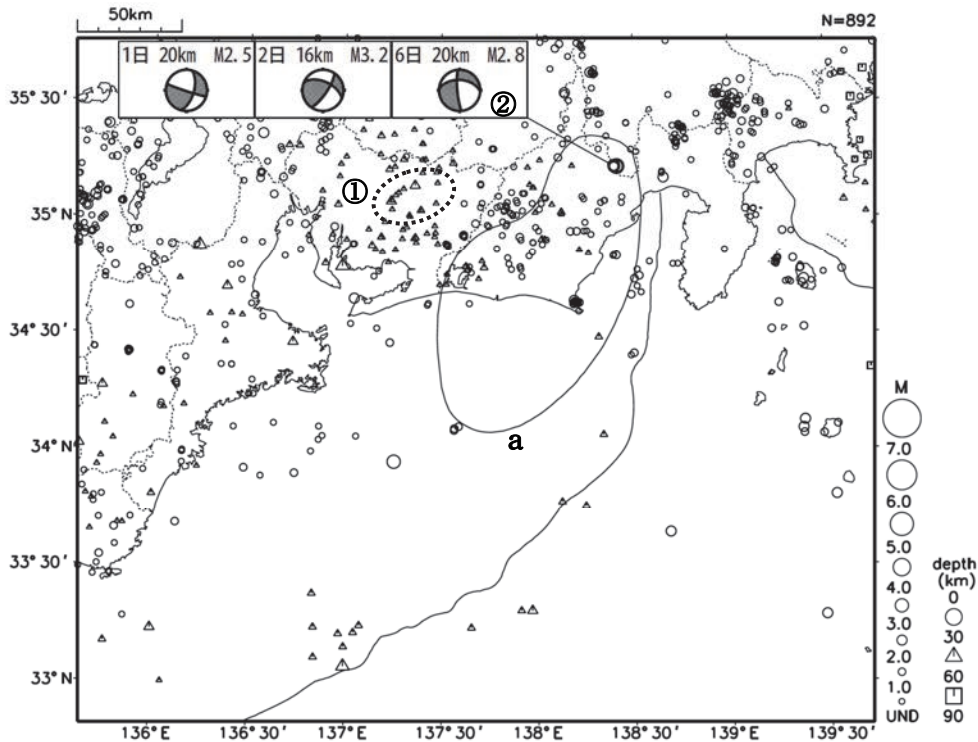 50km
N=892
1日 20km M2.5
2日 16km M3.2
6日 20km M2.8
②
①
a
35°30′
35°N
34°30′
34°N
33°30′
33°N
136°E
136°30′
137°E
137°30′
138°E
138°30′
139°E
139°30′
M
7.0
6.0
5.0
4.0
3.0
2.0
1.0
UND
depth
(km)
0
30
60
90